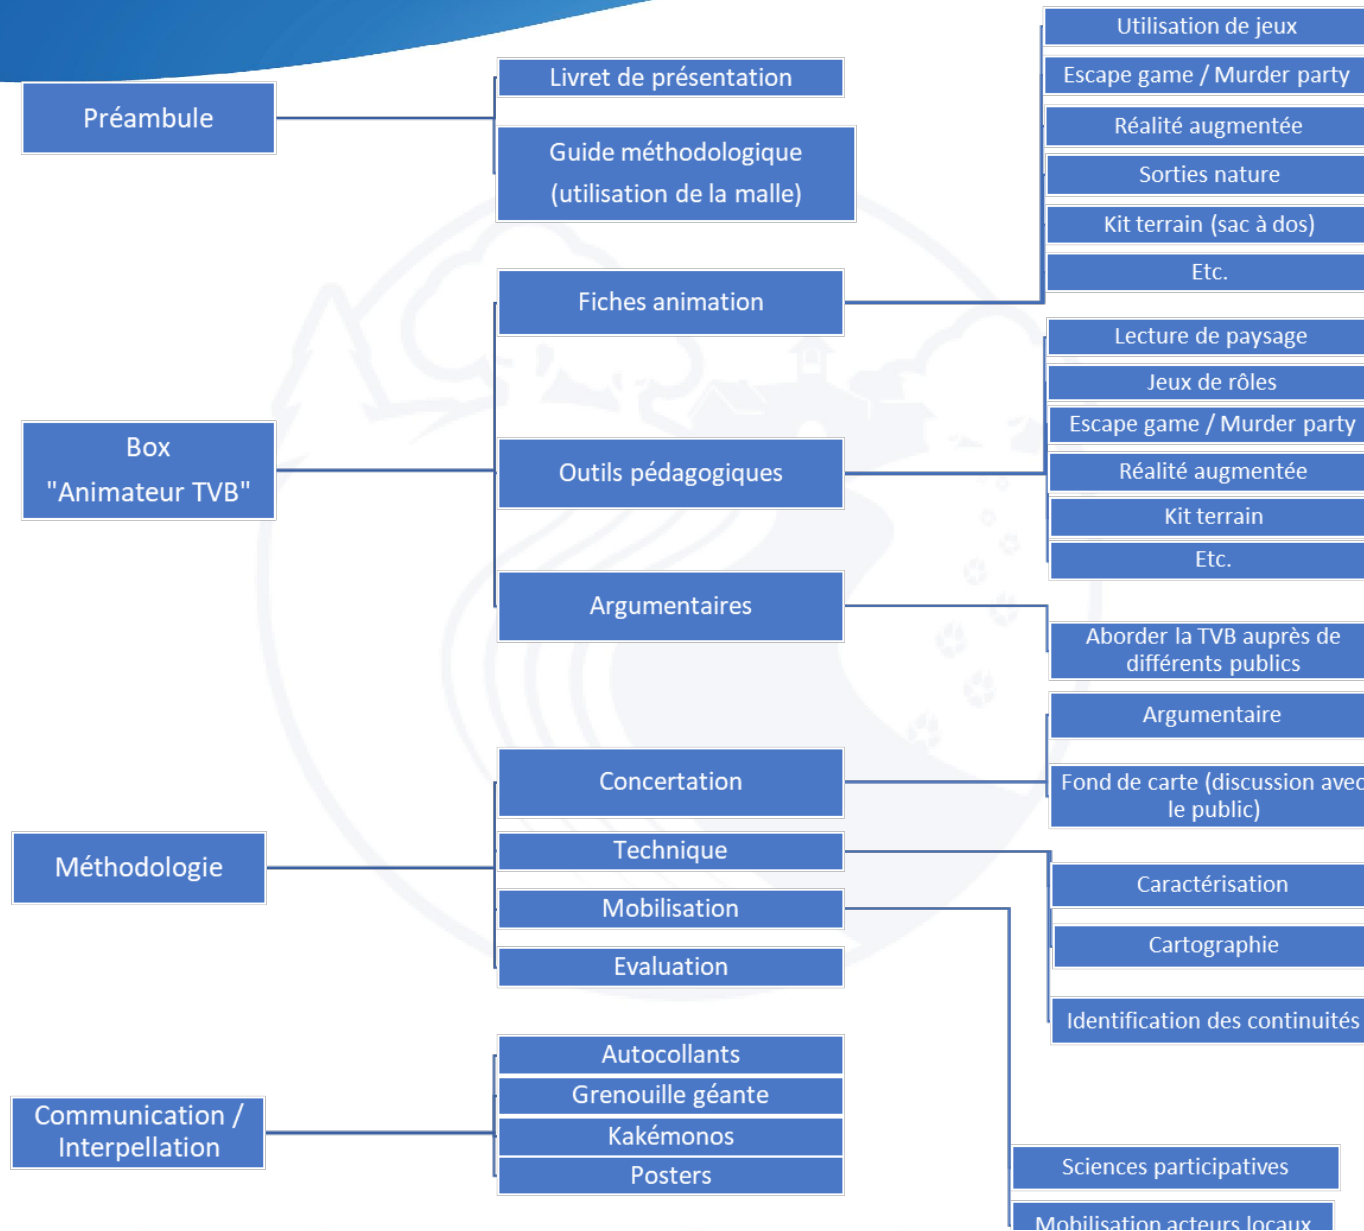 Préambule
Livret de présentation
Guide méthodologique
(utilisation de la malle)
Box
"Animateur TVB"
Fiches animation
Utilisation de jeux
Escape game / Murder party
Réalité augmentée
Sorties nature
Kit terrain (sac à dos)
Etc.
Outils pédagogiques
Lecture de paysage
Jeux de rôles
Escape game / Murder party
Réalité augmentée
Kit terrain
Etc.
Argumentaires
Aborder la TVB auprès de
différents publics
Méthodologie
Concertation
Argumentaire
Fond de carte (discussion avec
le public)
Technique
Caractérisation
Cartographie
Identification des continuités
Mobilisation
Sciences participatives
Mobilisation acteurs locaux
Evaluation
Communication /
Interpellation
Autocollants
Grenouille géante
Kakémonos
Posters